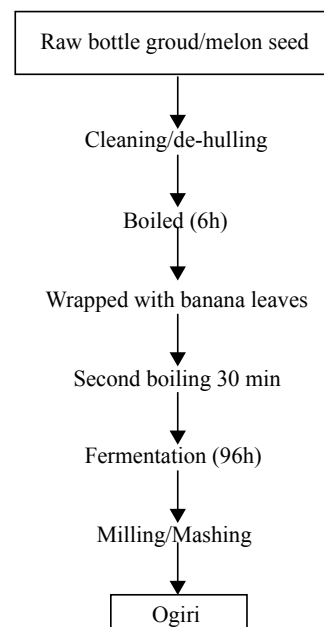 Raw bottle groud/melon seed
Cleaning/de-hulling
Boiled (6h)
Wrapped with banana leaves
Second boiling 30 min
Fermentation (96h)
Milling/Mashing
Ogiri